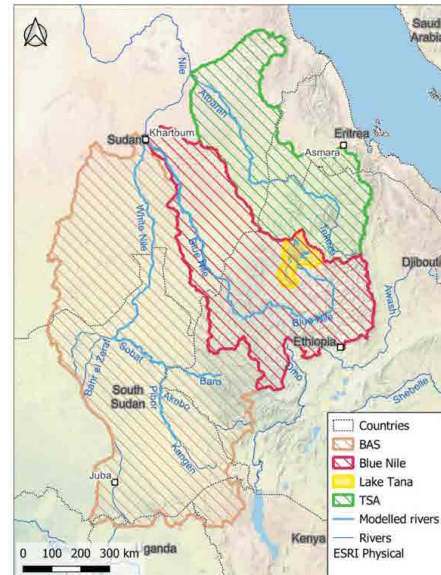 Saudi
Arabia
Nile
Atbarah
Khartoum
Sudan
Eritrea
Asmara
White Nile
Blue Nile
Tekeze
Djibouti
Awash
Blue Nile
Ethiopia
Omo
Bahr el Zeraf
Sobat
Baro
Shebelle
South
Sudan
Pibor
Akobo
Kangen
Juba
Kenya
ganda
Countries
BAS
Blue Nile
Lake Tana
TSA
Modelled rivers
Rivers
ESRI Physical
0 100 200 300 km